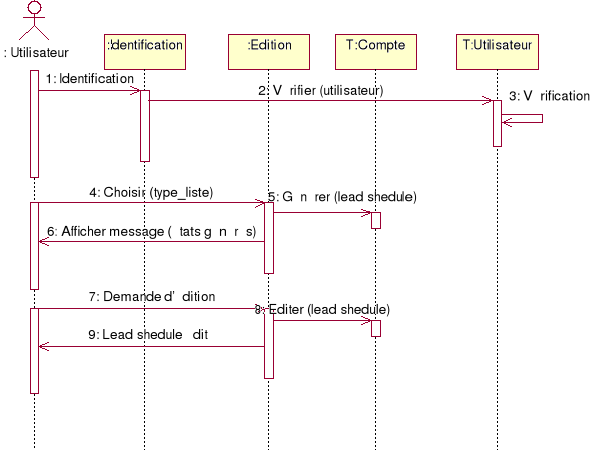 : Utilisateur
:Identification
:Edition
T:Compte
T:Utilisateur
1: Identification
2: V rifier (utilisateur)
3: V rification
4: Choisir (type_liste)
5: G n rer (lead shedule)
6: Afficher message ( tats g n r s)
7: Demande d' dition
8: Editer (lead shedule)
9: Lead shedule dit